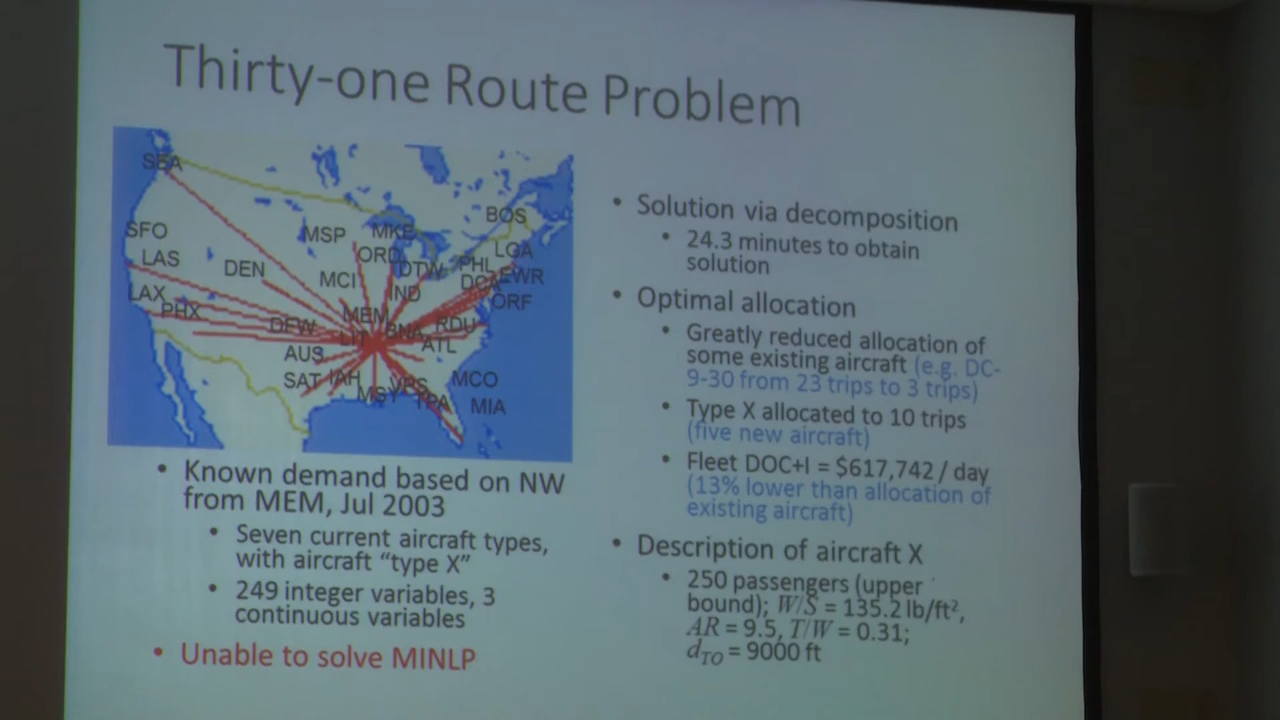 Thirty-one Route Problem
SEA
SFO
LAS
LAX
PHX
DEN
MSP
MKE
ORD
DTW
MCI
IND
BOS
LGA
PHL
EWR
DCA
ORF
MEM
DFW
LIT
BNA
RDU
ATL
AUS
SAT
IAH
MSY
VPS
TPA
MCO
MIA
• Known demand based on NW
from MEM, Jul 2003
• Seven current aircraft types,
with aircraft “type X”
• 249 integer variables, 3
continuous variables
• Unable to solve MINLP
• Solution via decomposition
• 24.3 minutes to obtain
solution
• Optimal allocation
• Greatly reduced allocation of
some existing aircraft (e.g. DC-
9-30 from 23 trips to 3 trips)
• Type X allocated to 10 trips
(five new aircraft)
• Fleet DOC+I = $617,742 / day
(13% lower than allocation of
existing aircraft)
• Description of aircraft X
• 250 passengers (upper
bound); W/S = 135.2 lb/ft²,
AR = 9.5, T/W = 0.31;
dTO = 9000 ft